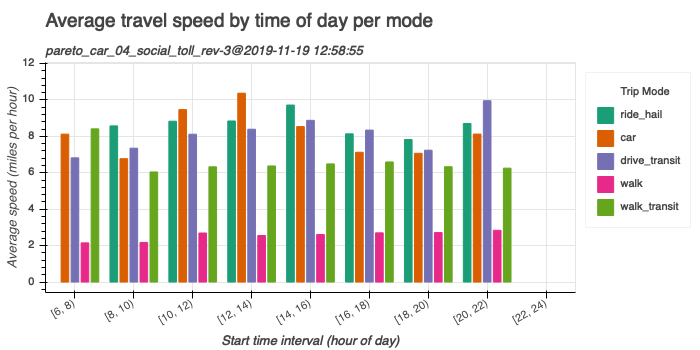 Average travel speed by time of day per mode
pareto_car_04_social_toll_rev-3@2019-11-19 12:58:55
Average speed (miles per hour)
12
10
8
6
4
2
0
[6, 8)
[8, 10)
[10, 12)
[12, 14)
[14, 16)
[16, 18)
[18, 20)
[20, 22)
[22, 24)
Start time interval (hour of day)
Trip Mode
ride_hail
car
drive_transit
walk
walk_transit